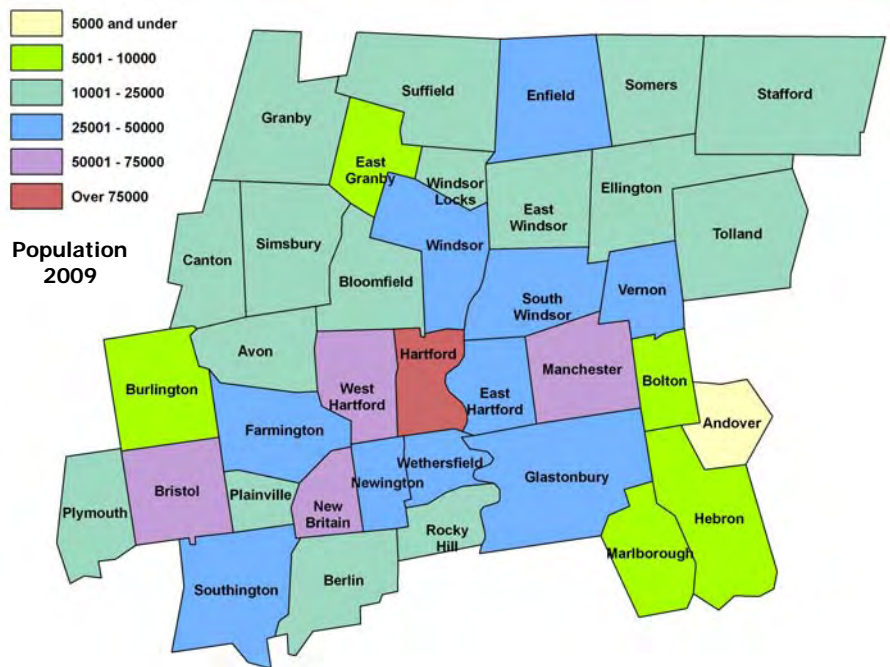 5000 and under
5001 - 10000
10001 - 25000
25001 - 50000
50001 - 75000
Over 75000
Population
2009
Granby
Suffield
Enfield
Somers
Stafford
East
Granby
Windsor
Locks
East
Windsor
Ellington
Tolland
Canton
Simsbury
Bloomfield
Windsor
South
Windsor
Vernon
Burlington
Avon
West
Hartford
Hartford
East
Hartford
Manchester
Bolton
Andover
Farmington
Plymouth
Bristol
Plainville
New
Britain
Newington
Wethersfield
Glastonbury
Hebron
Marlborough
Rocky
Hill
Berlin
Southington